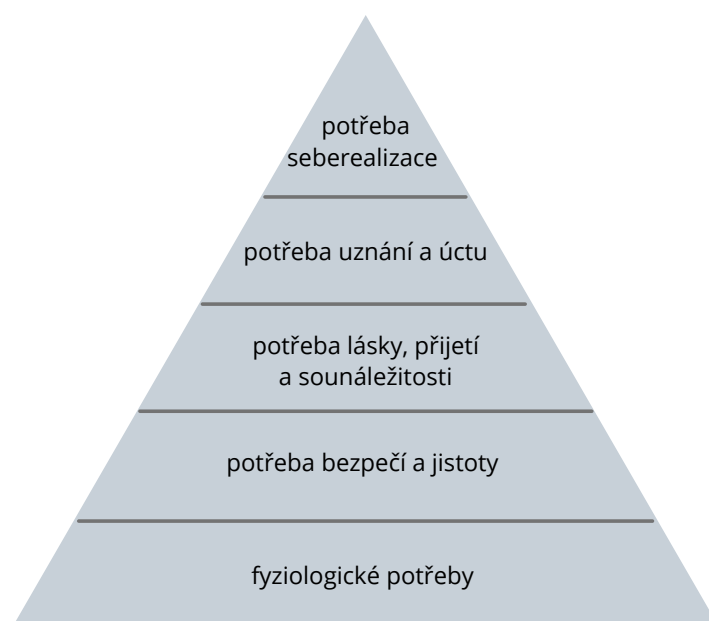 potřeba
seberealizace
potřeba uznání a úctu
potřeba lásky, přijetí
a sounáležitosti
potřeba bezpečí a jistoty
fyziologické potřeby